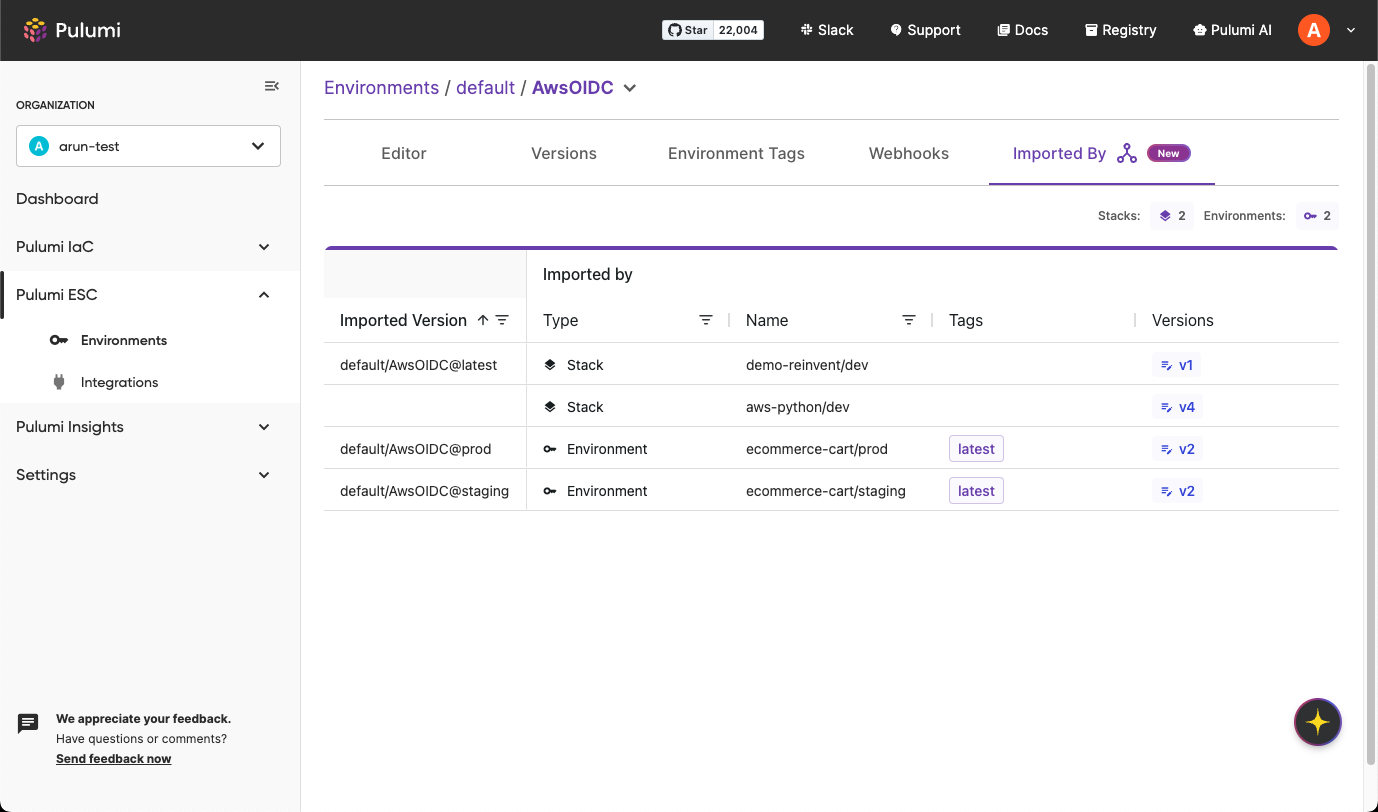 Pulumi
Star 22,004
Slack
Support
Docs
Registry
Pulumi AI
A
ORGANIZATION
A arun-test
Dashboard
Pulumi IaC
Pulumi ESC
Environments
Integrations
Pulumi Insights
Settings
We appreciate your feedback.
Have questions or comments?
Send feedback now
Environments / default / AwsOIDC
Editor Versions Environment Tags Webhooks Imported By New
Stacks: 2 Environments: 2
Imported by
Imported Version Type Name Tags Versions
default/AwsOIDC@latest Stack demo-reinvent/dev v1
Stack aws-python/dev v4
default/AwsOIDC@prod Environment ecommerce-cart/prod latest v2
default/AwsOIDC@staging Environment ecommerce-cart/staging latest v2